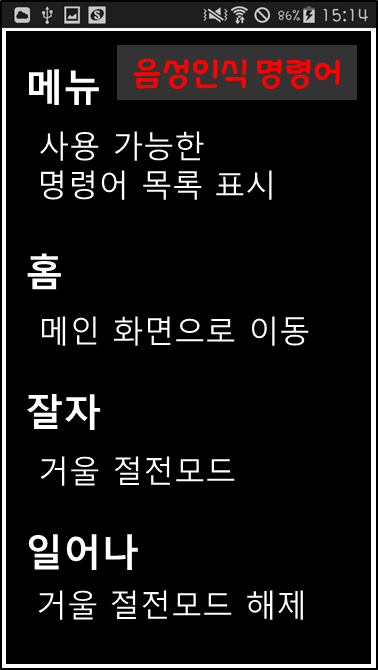 86% 15:14
음성인식 명령어
메뉴
사용 가능한
명령어 목록 표시
홈
메인 화면으로 이동
잘자
거울 절전모드
일어나
거울 절전모드 해제